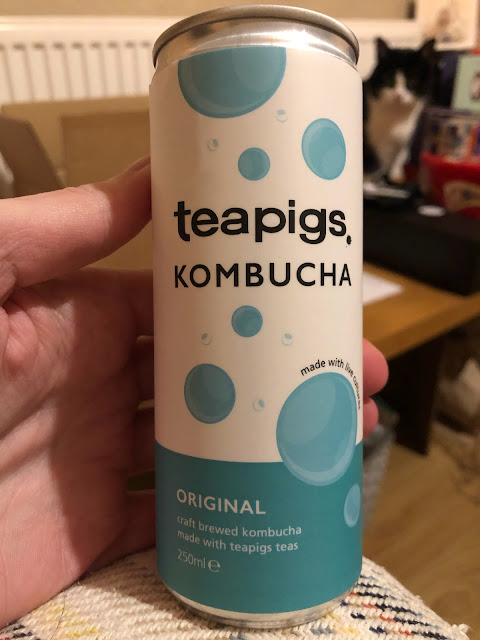 teapigs.
KOMBUCHA
made with live cultures
ORIGINAL
craft brewed kombucha
made with teapigs teas
250ml ℮